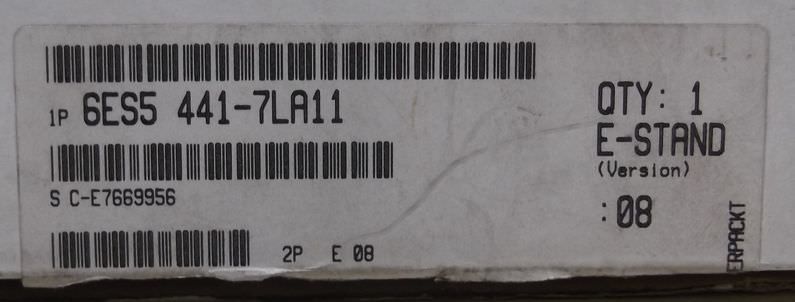 1P 6ES5 441-7LA11
S C-E7669956
2P E 08
QTY: 1
E-STAND
(Version)
:08
ERPACKT